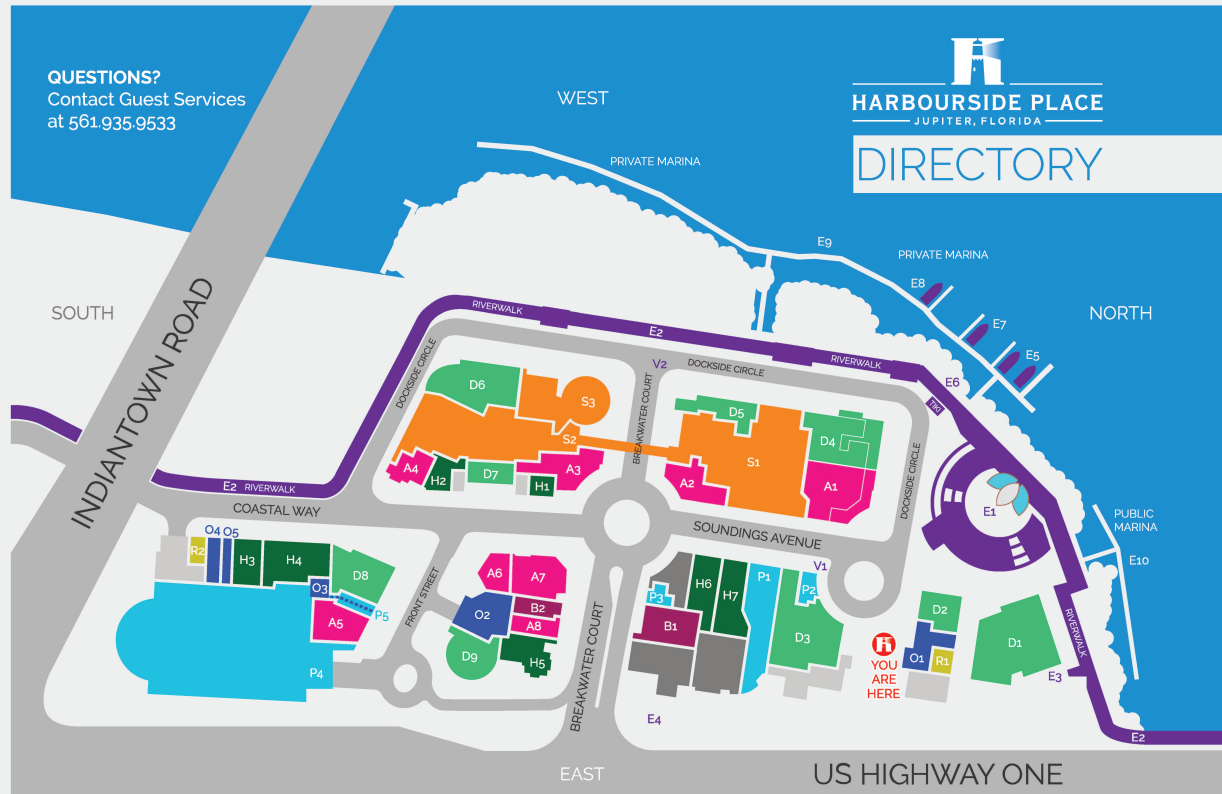 QUESTIONS?
Contact Guest Services
at 561.935.9533
WEST
HARBOURSIDE PLACE
JUPITER, FLORIDA
DIRECTORY
PRIVATE MARINA
E9
PRIVATE MARINA
E8
E7
E5
NORTH
SOUTH
INDIANTOWN ROAD
RIVERWALK
E2
RIVERWALK
E6
TIKI
DOCKSIDE CIRCLE
V2
DOCKSIDE CIRCLE
DOCKSIDE CIRCLE
BREAKWATER COURT
D6
S3
S2
D5
D4
S1
A4
H2
D7
H1
A3
A2
A1
E2 RIVERWALK
COASTAL WAY
SOUNDINGS AVENUE
E1
PUBLIC
MARINA
E10
O4
O5
R2
H3
H4
D8
O3
P5
A5
P4
FRONT STREET
A6
A7
B2
O2
A8
D9
H5
BREAKWATER COURT
V1
H6
H7
P1
P2
P3
B1
D3
D2
O1
R1
D1
RIVERWALK
E3
YOU
ARE
HERE
E4
E2
EAST
US HIGHWAY ONE